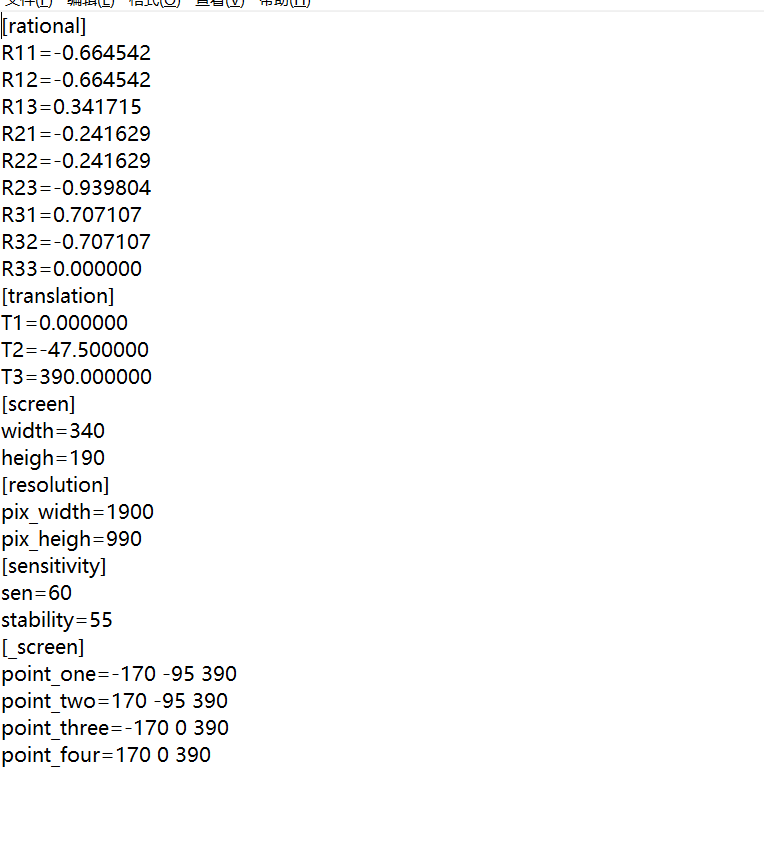 文件(F) 编辑(E) 格式(O) 查看(V) 帮助(H)
[rational]
R11=-0.664542
R12=-0.664542
R13=0.341715
R21=-0.241629
R22=-0.241629
R23=-0.939804
R31=0.707107
R32=-0.707107
R33=0.000000
[translation]
T1=0.000000
T2=-47.500000
T3=390.000000
[screen]
width=340
heigh=190
[resolution]
pix_width=1900
pix_heigh=990
[sensitivity]
sen=60
stability=55
[_screen]
point_one=-170 -95 390
point_two=170 -95 390
point_three=-170 0 390
point_four=170 0 390